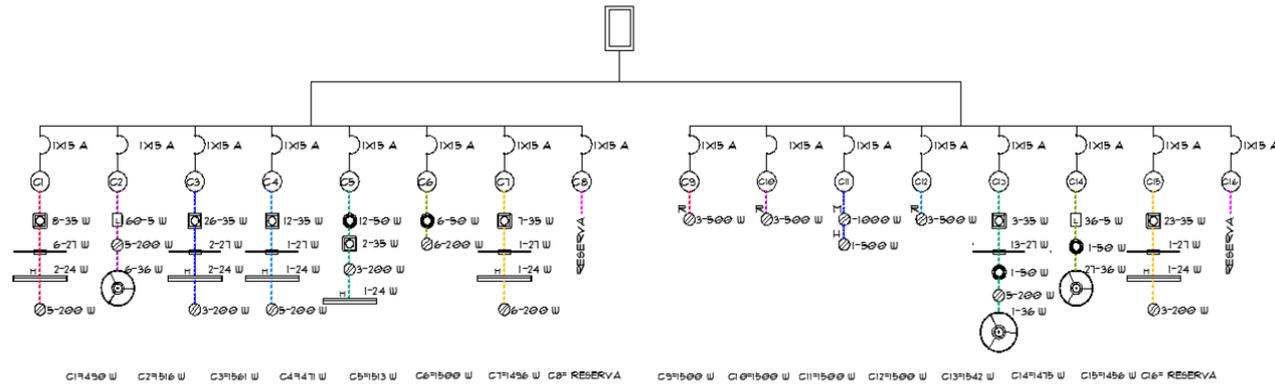 1X15 A 1X15 A 1X15 A 1X15 A 1X15 A 1X15 A 1X15 A 1X15 A 1X15 A 1X15 A 1X15 A 1X15 A 1X15 A 1X15 A 1X15 A 1X15 A
C1 C2 C3 C4 C5 C6 C7 C8 C9 C10 C11 C12 C13 C14 C15 C16
8-35 W L 60-5 W 26-35 W 12-35 W 12-50 W 6-50 W 7-35 W R 3-500 W R 3-500 W M 1-1000 W R 3-500 W 3-35 W L 36-5 W 23-35 W
6-27 W 5-200 W 2-27 W 1-27 W 2-35 W 6-200 W 1-27 W RESERVA H 1-500 W 13-27 W 1-50 W 1-27 W RESERVA
H 2-24 W 6-36 W H 2-24 W H 1-24 W 3-200 W H 1-24 W 1-50 W 27-36 W H 1-24 W
H 1-24 W 5-200 W
5-200 W 3-200 W 5-200 W 6-200 W 1-36 W 3-200 W
C1=1490 W C2=1516 W C3=1561 W C4=1471 W C5=1513 W C6=1500 W C7=1496 W C8= RESERVA C9=1500 W C10=1500 W C11=1500 W C12=1500 W C13=1542 W C14=1475 W C15=1456 W C16= RESERVA